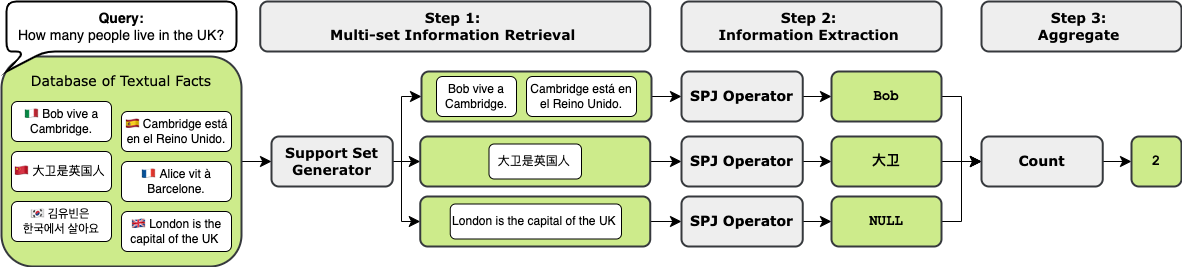 Query:
How many people live in the UK?
Database of Textual Facts
Bob vive a
Cambridge.
Cambridge está
en el Reino Unido.
大卫是英国人
Alice vit à
Barcelone.
김유빈은
한국에서 살아요
London is the
capital of the UK
Step 1:
Multi-set Information Retrieval
Support Set
Generator
Bob vive a
Cambridge.
Cambridge está en
el Reino Unido.
大卫是英国人
London is the capital of the UK
Step 2:
Information Extraction
SPJ Operator
Bob
SPJ Operator
大卫
SPJ Operator
NULL
Step 3:
Aggregate
Count
2